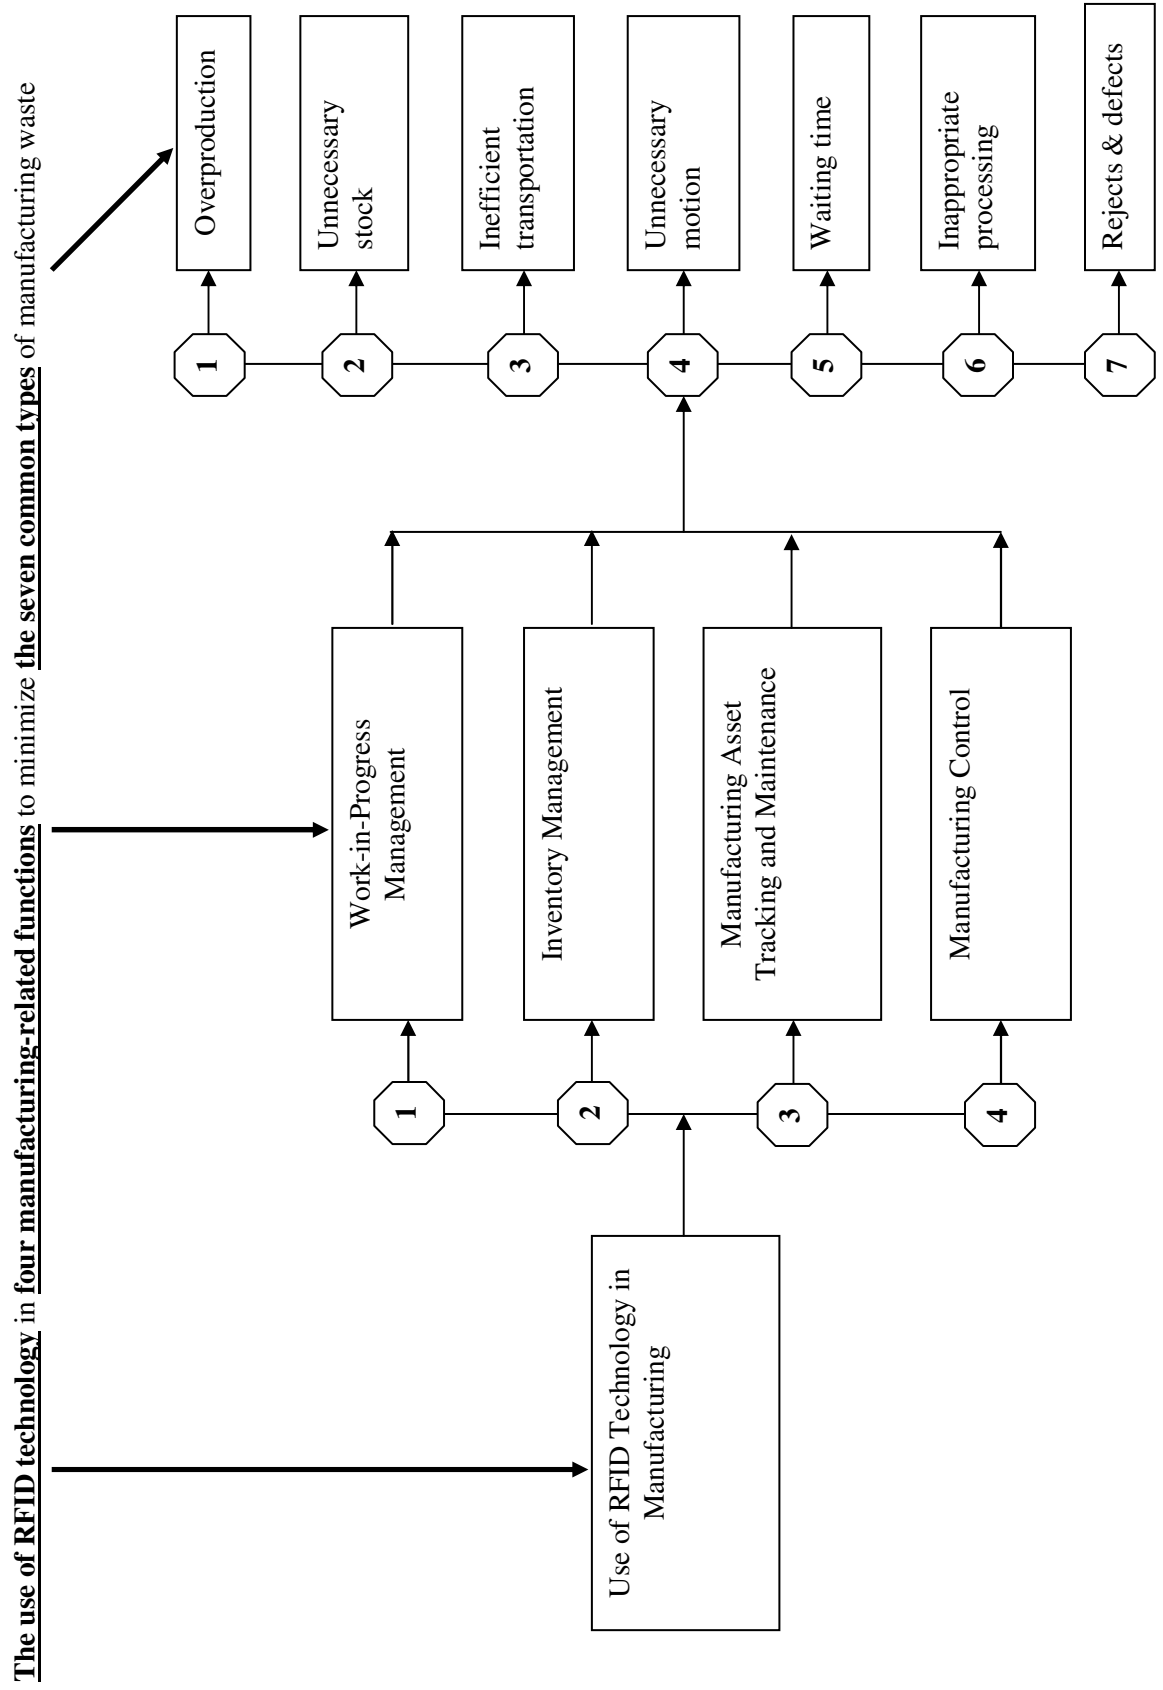 The use of RFID technology in four manufacturing-related functions to minimize the seven common types of manufacturing waste
Use of RFID Technology in
Manufacturing
1
2
3
4
Work-in-Progress
Management
Inventory Management
Manufacturing Asset
Tracking and Maintenance
Manufacturing Control
1
2
3
4
5
6
7
Overproduction
Unnecessary
stock
Inefficient
transportation
Unnecessary
motion
Waiting time
Inappropriate
processing
Rejects & defects